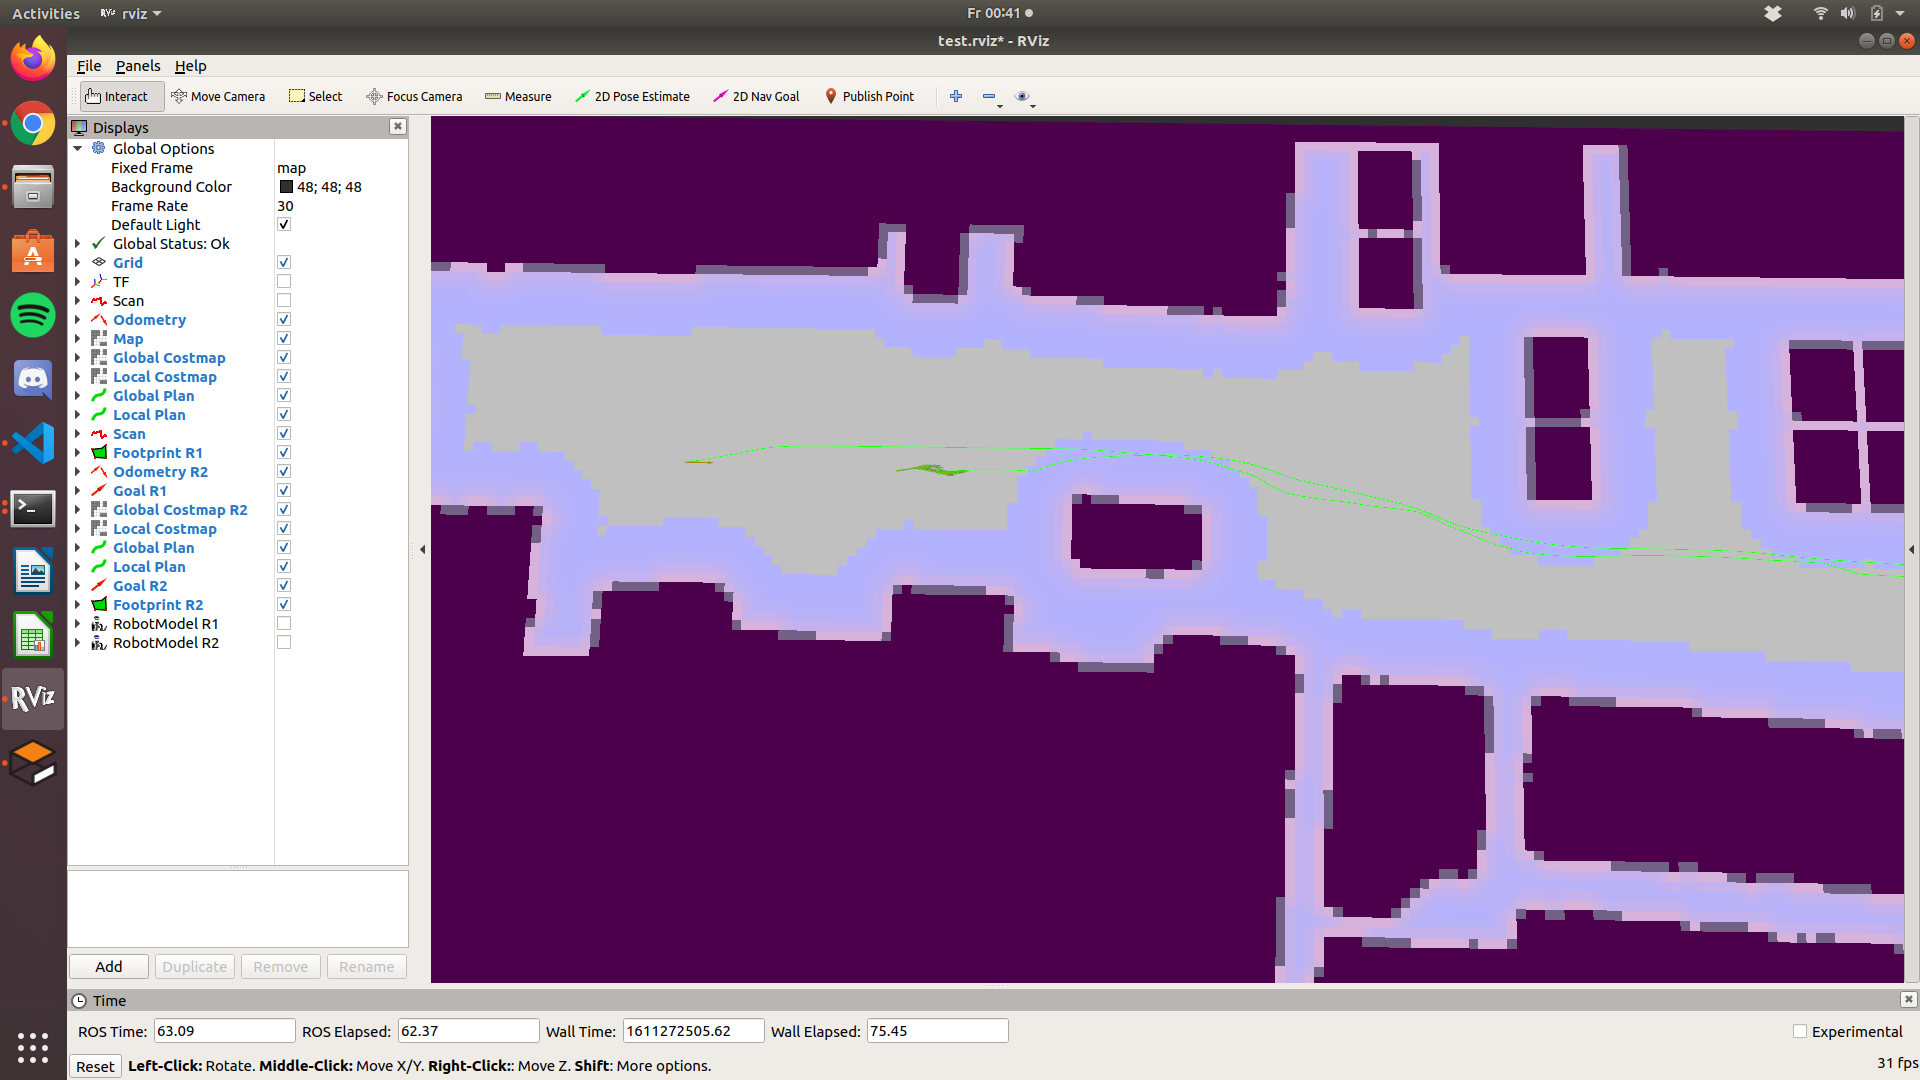 Activities RViz rviz Fr 00:41
test.rviz* - RViz
File Panels Help
Interact Move Camera Select Focus Camera Measure 2D Pose Estimate 2D Nav Goal Publish Point
Displays
Global Options
Fixed Frame map
Background Color 48; 48; 48
Frame Rate 30
Default Light
Global Status: Ok
Grid
TF
Scan
Odometry
Map
Global Costmap
Local Costmap
Global Plan
Local Plan
Scan
Footprint R1
Odometry R2
Goal R1
Global Costmap R2
Local Costmap
Global Plan
Local Plan
Goal R2
Footprint R2
RobotModel R1
RobotModel R2
RViz
Add Duplicate Remove Rename
Time
ROS Time: 63.09 ROS Elapsed: 62.37 Wall Time: 1611272505.62 Wall Elapsed: 75.45 Experimental
Reset Left-Click: Rotate. Middle-Click: Move X/Y. Right-Click:: Move Z. Shift: More options. 31 fps